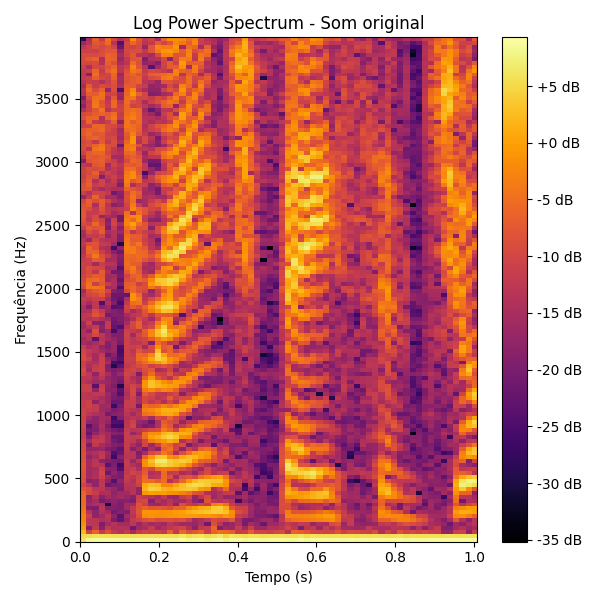 Log Power Spectrum - Som original
3500
3000
2500
2000
1500
1000
500
0
Frequência (Hz)
0.0 0.2 0.4 0.6 0.8 1.0
Tempo (s)
+5 dB
+0 dB
-5 dB
-10 dB
-15 dB
-20 dB
-25 dB
-30 dB
-35 dB